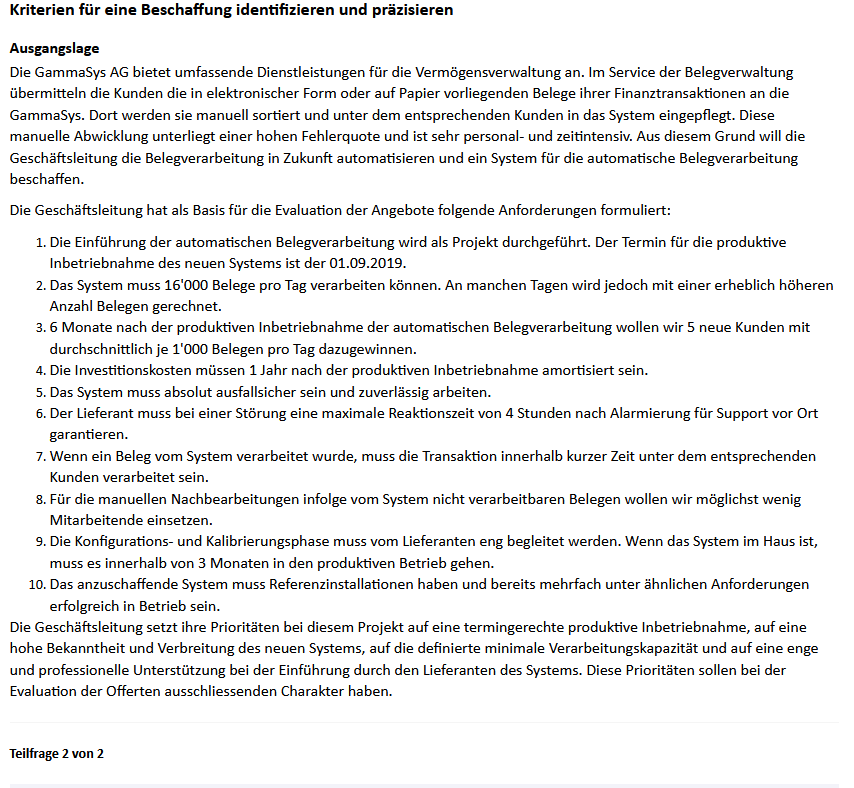 Kriterien für eine Beschaffung identifizieren und präzisieren
Ausgangslage
Die GammaSys AG bietet umfassende Dienstleistungen für die Vermögensverwaltung an. Im Service der Belegverwaltung
übermitteln die Kunden die in elektronischer Form oder auf Papier vorliegenden Belege ihrer Finanztransaktionen an die
GammaSys. Dort werden sie manuell sortiert und unter dem entsprechenden Kunden in das System eingepflegt. Diese
manuelle Abwicklung unterliegt einer hohen Fehlerquote und ist sehr personal- und zeitintensiv. Aus diesem Grund will die
Geschäftsleitung die Belegverarbeitung in Zukunft automatisieren und ein System für die automatische Belegverarbeitung
beschaffen.
Die Geschäftsleitung hat als Basis für die Evaluation der Angebote folgende Anforderungen formuliert:
1. Die Einführung der automatischen Belegverarbeitung wird als Projekt durchgeführt. Der Termin für die produktive
Inbetriebnahme des neuen Systems ist der 01.09.2019.
2. Das System muss 16'000 Belege pro Tag verarbeiten können. An manchen Tagen wird jedoch mit einer erheblich höheren
Anzahl Belegen gerechnet.
3. 6 Monate nach der produktiven Inbetriebnahme der automatischen Belegverarbeitung wollen wir 5 neue Kunden mit
durchschnittlich je 1'000 Belegen pro Tag dazugewinnen.
4. Die Investitionskosten müssen 1 Jahr nach der produktiven Inbetriebnahme amortisiert sein.
5. Das System muss absolut ausfallsicher sein und zuverlässig arbeiten.
6. Der Lieferant muss bei einer Störung eine maximale Reaktionszeit von 4 Stunden nach Alarmierung für Support vor Ort
garantieren.
7. Wenn ein Beleg vom System verarbeitet wurde, muss die Transaktion innerhalb kurzer Zeit unter dem entsprechenden
Kunden verarbeitet sein.
8. Für die manuellen Nachbearbeitungen infolge vom System nicht verarbeitbaren Belegen wollen wir möglichst wenig
Mitarbeitende einsetzen.
9. Die Konfigurations- und Kalibrierungsphase muss vom Lieferanten eng begleitet werden. Wenn das System im Haus ist,
muss es innerhalb von 3 Monaten in den produktiven Betrieb gehen.
10. Das anzuschaffende System muss Referenzinstallationen haben und bereits mehrfach unter ähnlichen Anforderungen
erfolgreich in Betrieb sein.
Die Geschäftsleitung setzt ihre Prioritäten bei diesem Projekt auf eine termingerechte produktive Inbetriebnahme, auf eine
hohe Bekanntheit und Verbreitung des neuen Systems, auf die definierte minimale Verarbeitungskapazität und auf eine enge
und professionelle Unterstützung bei der Einführung durch den Lieferanten des Systems. Diese Prioritäten sollen bei der
Evaluation der Offerten ausschliessenden Charakter haben.
Teilfrage 2 von 2